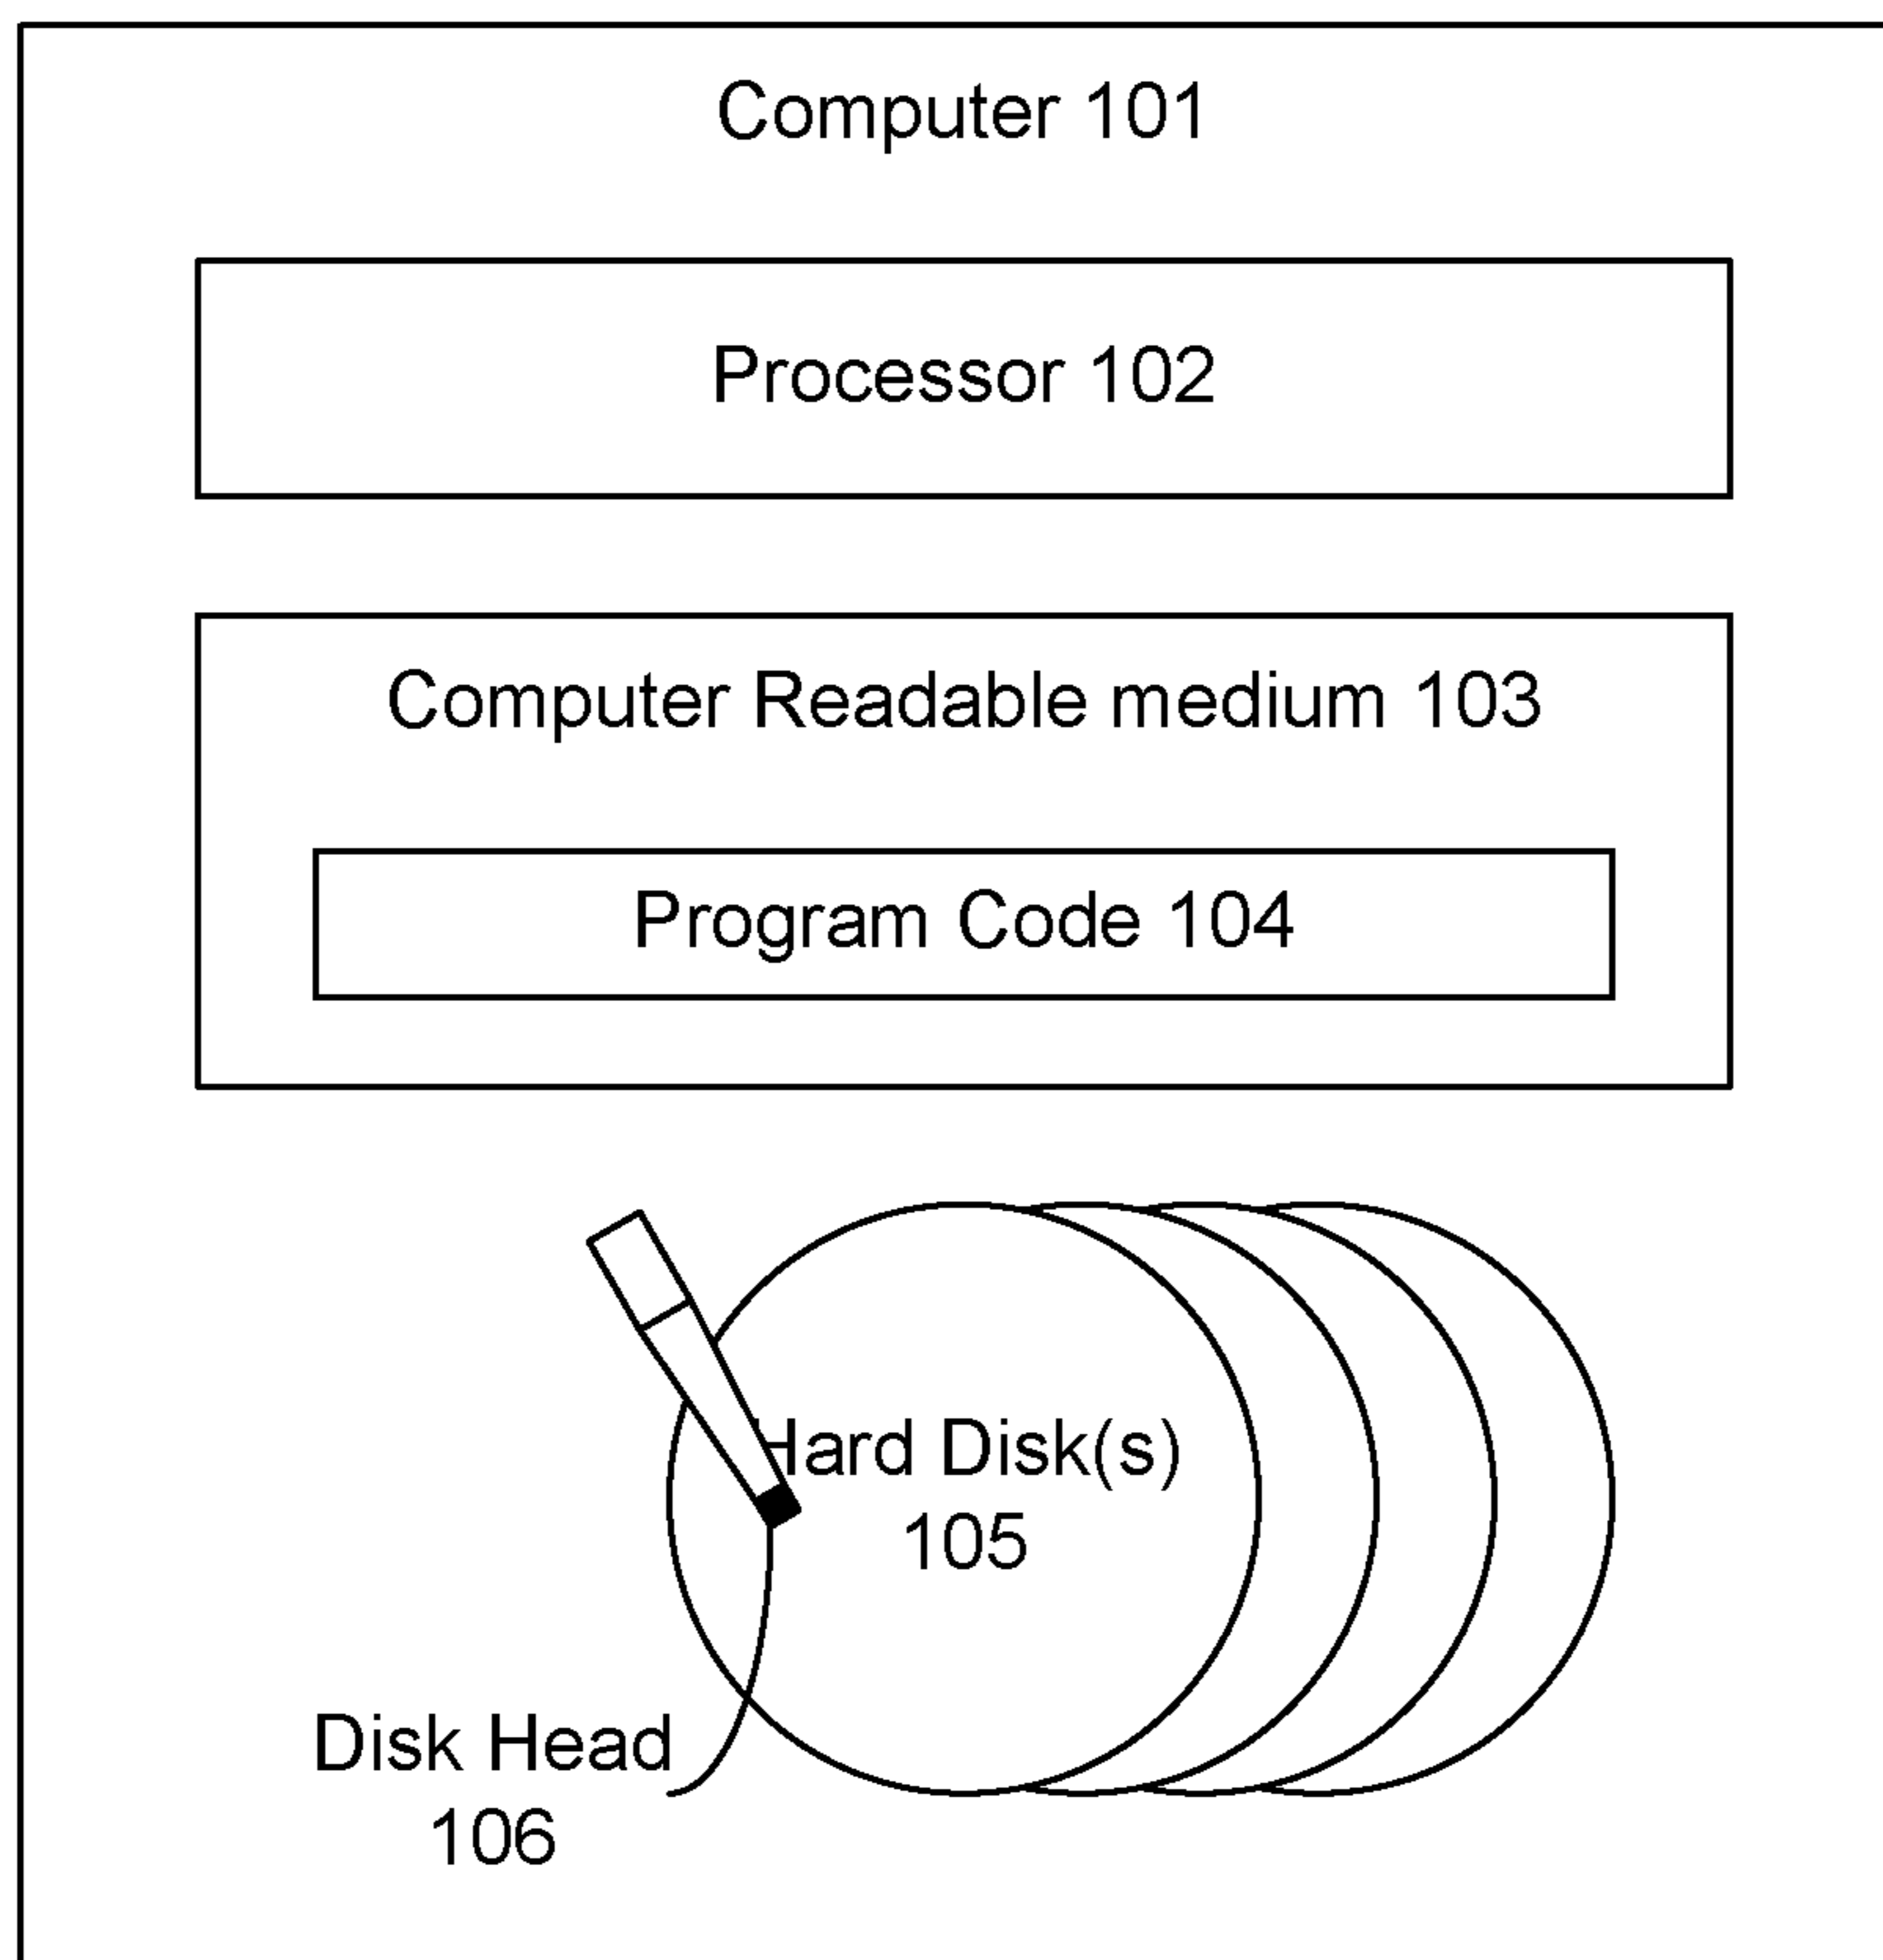 Computer 101
Processor 102
Computer Readable medium 103
Program Code 104
Hard Disk(s)
105
Disk Head
106